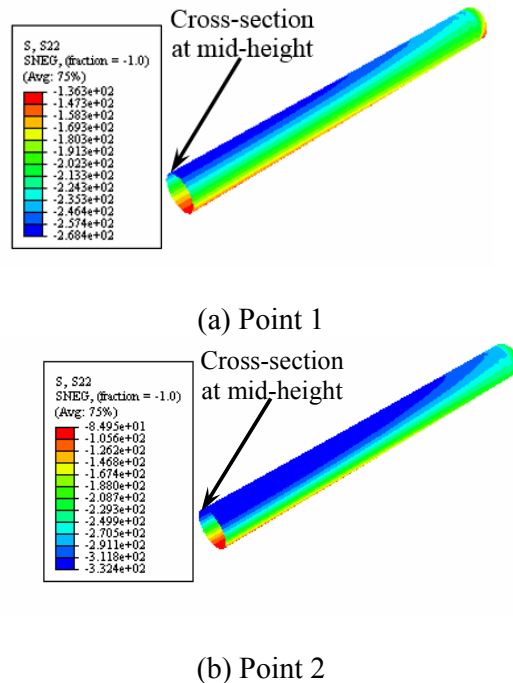 Cross-section
at mid-height
S, S22
SNEG, (fraction = -1.0)
(Avg: 75%)
-1.363e+02
-1.473e+02
-1.583e+02
-1.693e+02
-1.803e+02
-1.913e+02
-2.023e+02
-2.133e+02
-2.243e+02
-2.353e+02
-2.464e+02
-2.574e+02
-2.684e+02
(a) Point 1
Cross-section
at mid-height
S, S22
SNEG, (fraction = -1.0)
(Avg: 75%)
-8.495e+01
-1.056e+02
-1.262e+02
-1.468e+02
-1.674e+02
-1.880e+02
-2.087e+02
-2.293e+02
-2.499e+02
-2.705e+02
-2.911e+02
-3.118e+02
-3.324e+02
(b) Point 2